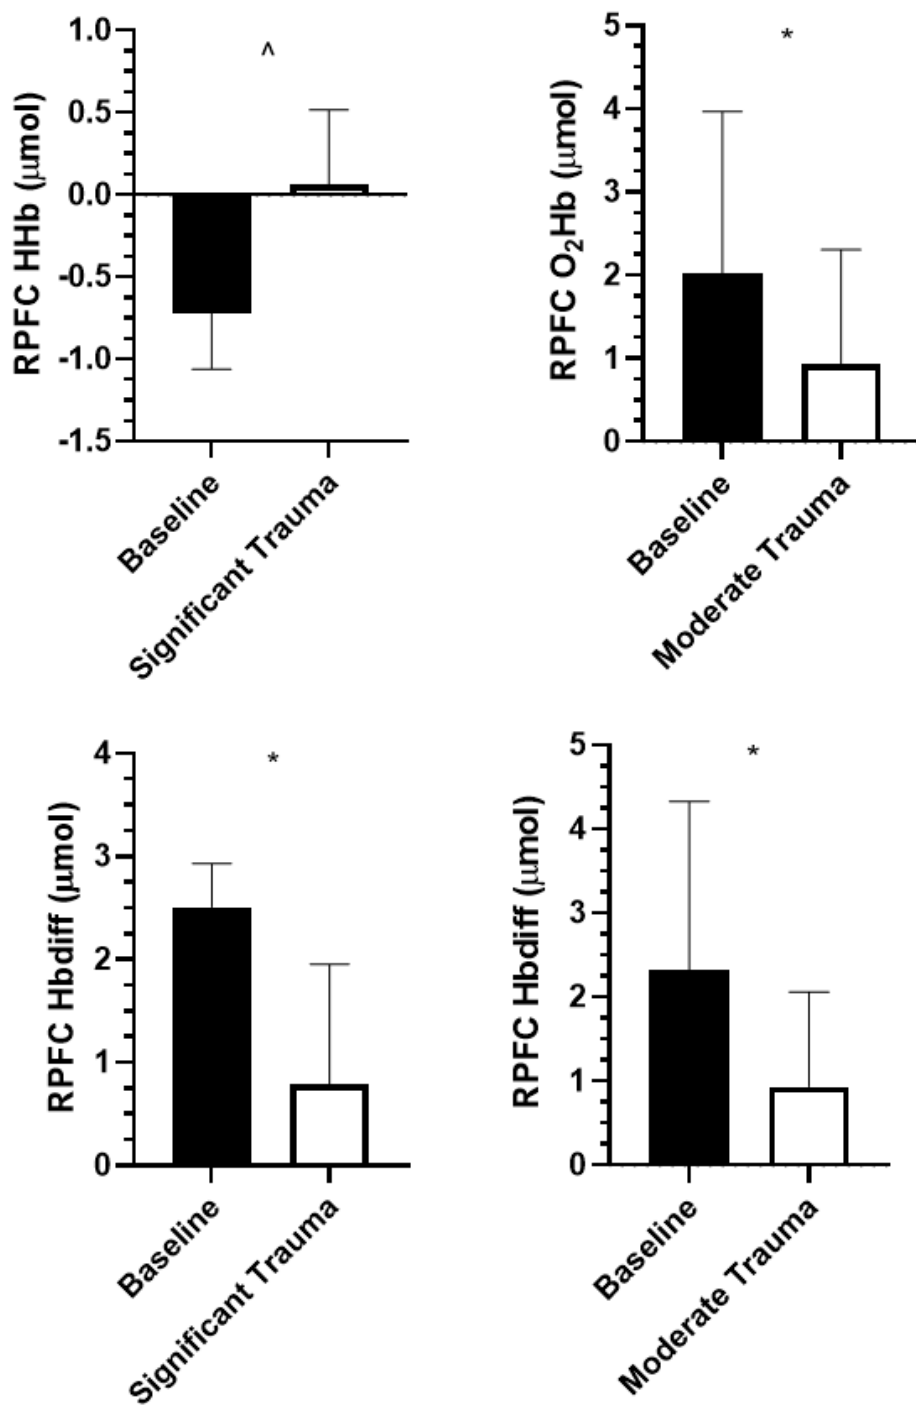 RPFC HHb (μmol)
1.0
0.5
0.0
-0.5
-1.0
-1.5
^
Baseline
Significant Trauma
RPFC O₂Hb (μmol)
5
4
3
2
1
0
*
Baseline
Moderate Trauma
RPFC Hbdiff (μmol)
4
3
2
1
0
*
Baseline
Significant Trauma
RPFC Hbdiff (μmol)
5
4
3
2
1
0
*
Baseline
Moderate Trauma